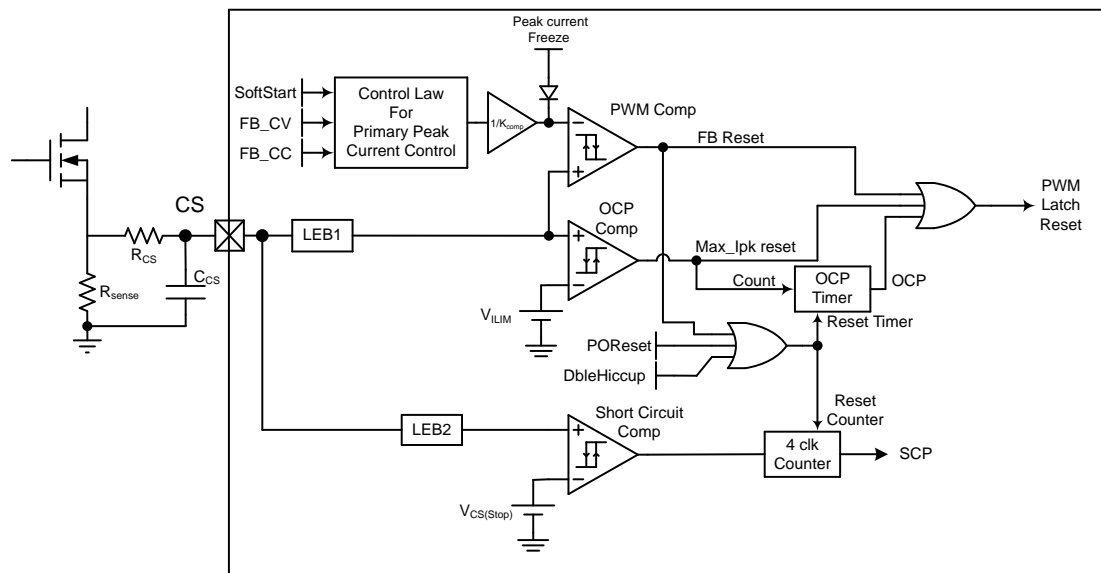 Peak current
Freeze
SoftStart
FB_CV
FB_CC
Control Law
For
Primary Peak
Current Control
1/Kcomp
PWM Comp
FB Reset
CS
LEB1
OCP
Comp
Max_Ipk reset
PWM
Latch
Reset
RCS
CCS
Rsense
Count
OCP
Timer
OCP
VILIM
Reset Timer
POReset
DbleHiccup
Reset
Counter
LEB2
Short Circuit
Comp
4 clk
Counter
SCP
VCS(Stop)
+
−
+
−
+
−